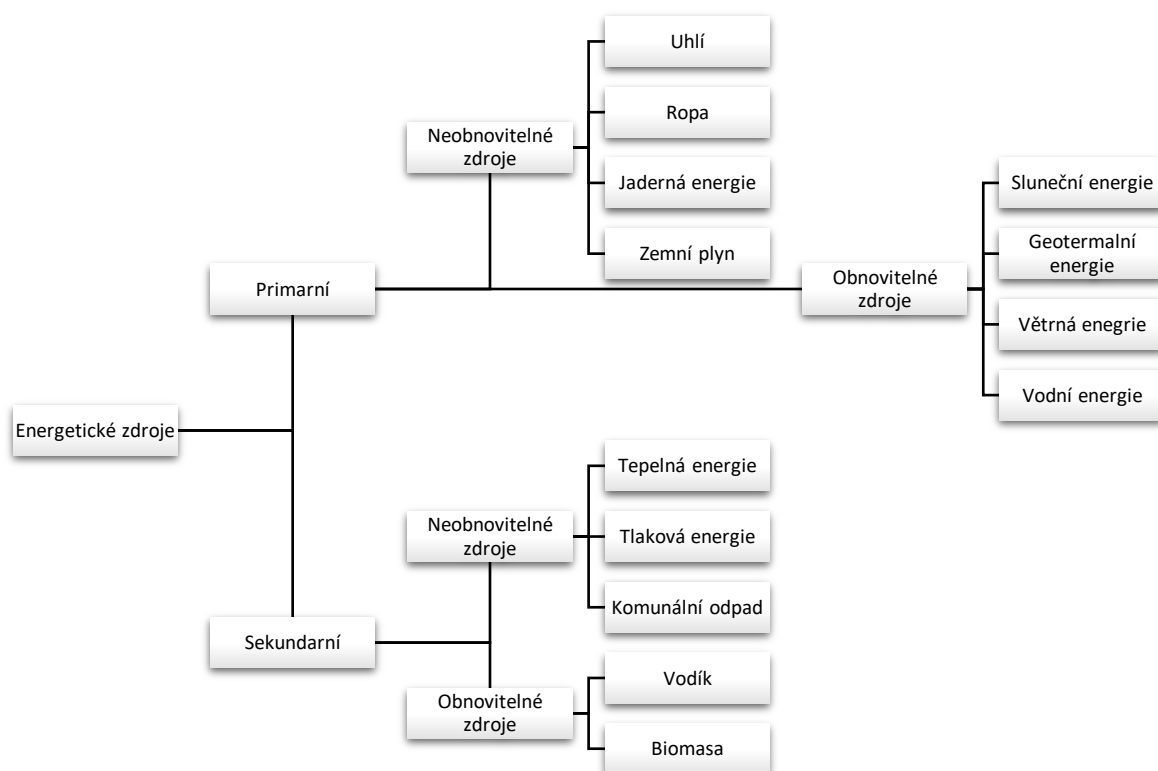 Energetické zdroje
Primarní
Neobnovitelné
zdroje
Uhlí
Ropa
Jaderná energie
Zemní plyn
Obnovitelné
zdroje
Sluneční energie
Geotermalní
energie
Větrná enegrie
Vodní energie
Sekundarní
Neobnovitelné
zdroje
Tepelná energie
Tlaková energie
Komunální odpad
Obnovitelné
zdroje
Vodík
Biomasa